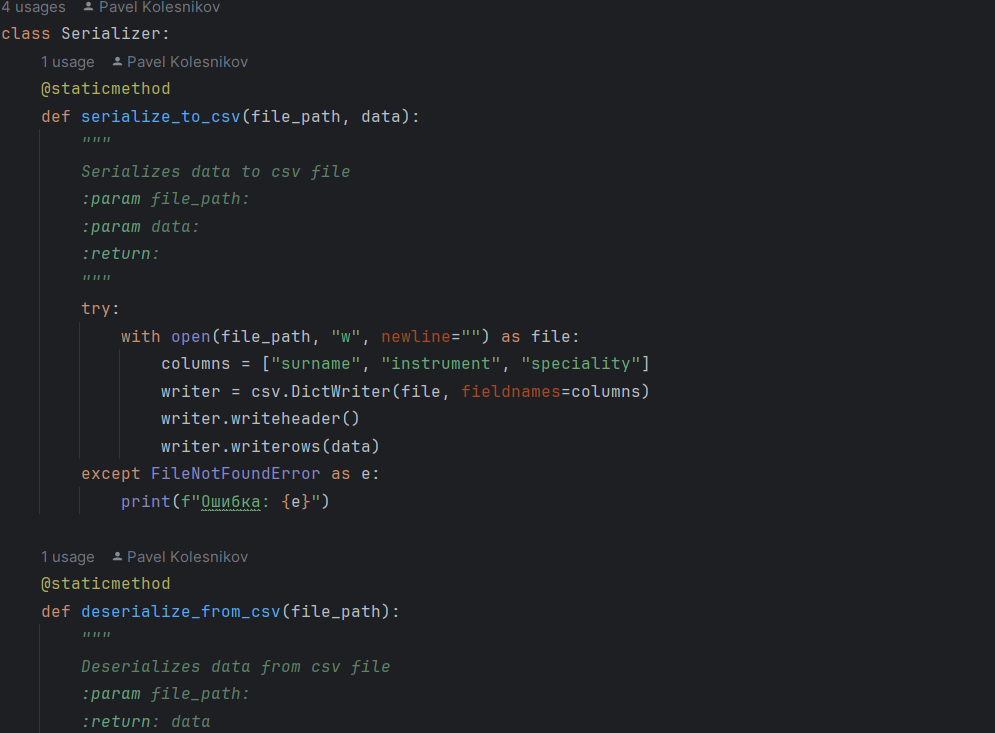 4 usages Pavel Kolesnikov
class Serializer:
1 usage Pavel Kolesnikov
@staticmethod
def serialize_to_csv(file_path, data):
"""
Serializes data to csv file
:param file_path:
:param data:
:return:
"""
try:
with open(file_path, "w", newline="") as file:
columns = ["surname", "instrument", "speciality"]
writer = csv.DictWriter(file, fieldnames=columns)
writer.writeheader()
writer.writerows(data)
except FileNotFoundError as e:
print(f"Ошибка: {e}")
1 usage Pavel Kolesnikov
@staticmethod
def deserialize_from_csv(file_path):
"""
Deserializes data from csv file
:param file_path:
:return: data